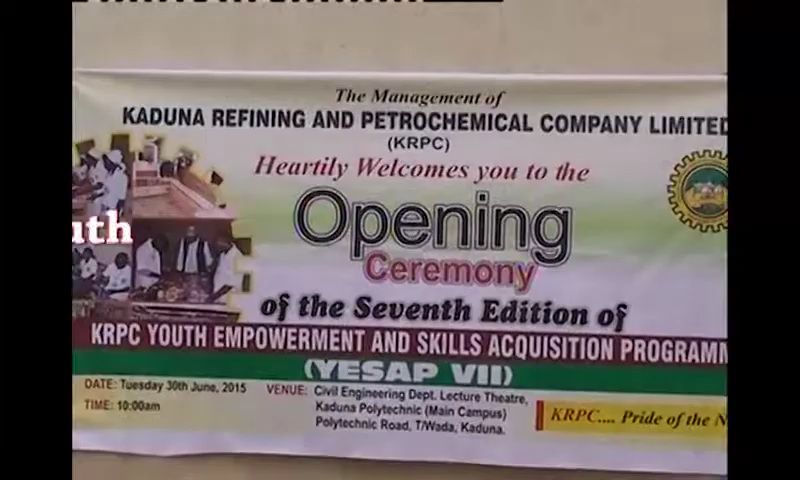 The Management of
KADUNA REFINING AND PETROCHEMICAL COMPANY LIMITED
(KRPC)
Heartily Welcomes you to the
Opening
Ceremony
uth
of the Seventh Edition of
KRPC YOUTH EMPOWERMENT AND SKILLS ACQUISITION PROGRAMM
(YESAP VII)
DATE: Tuesday 30th June, 2015
TIME: 10:00am
VENUE: Civil Engineering Dept. Lecture Theatre,
Kaduna Polytechnic (Main Campus)
Polytechnic Road, T/Wada, Kaduna.
KRPC.... Pride of the N